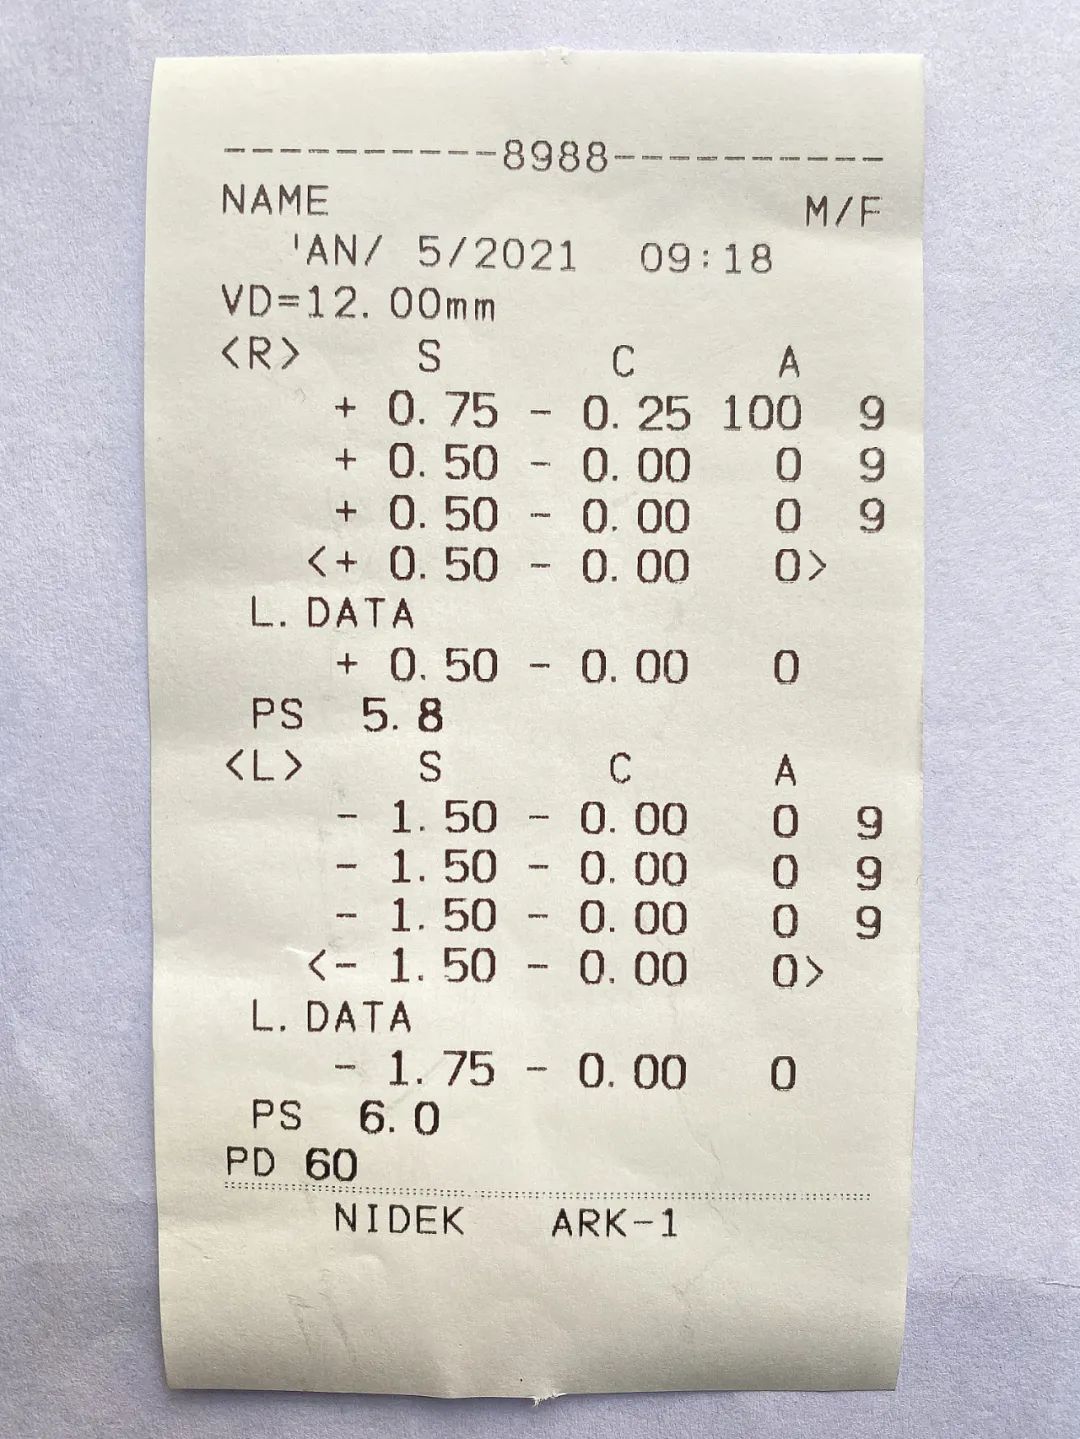 ----------8988----------
NAME M/F
'AN/ 5/2021 09:18
VD=12.00mm
<R> S C A
+ 0.75 - 0.25 100 9
+ 0.50 - 0.00 0 9
+ 0.50 - 0.00 0 9
<+ 0.50 - 0.00 0>
L.DATA
+ 0.50 - 0.00 0
PS 5.8
<L> S C A
- 1.50 - 0.00 0 9
- 1.50 - 0.00 0 9
- 1.50 - 0.00 0 9
<- 1.50 - 0.00 0>
L.DATA
- 1.75 - 0.00 0
PS 6.0
PD 60
NIDEK ARK-1